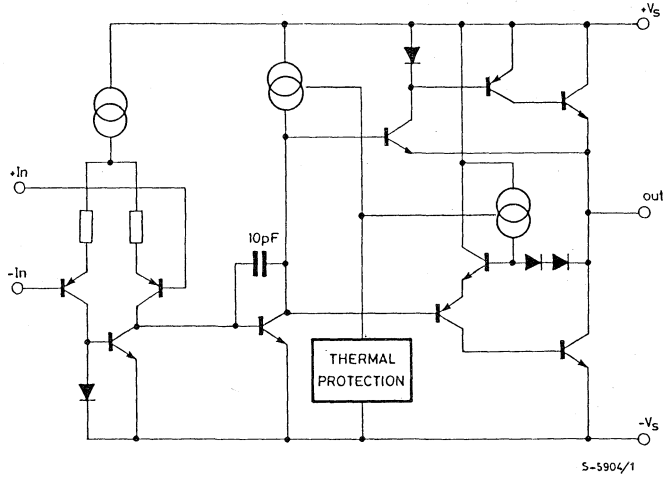 +Vs
+In
out
10pF
-In
THERMAL
PROTECTION
-Vs
S-5904/1